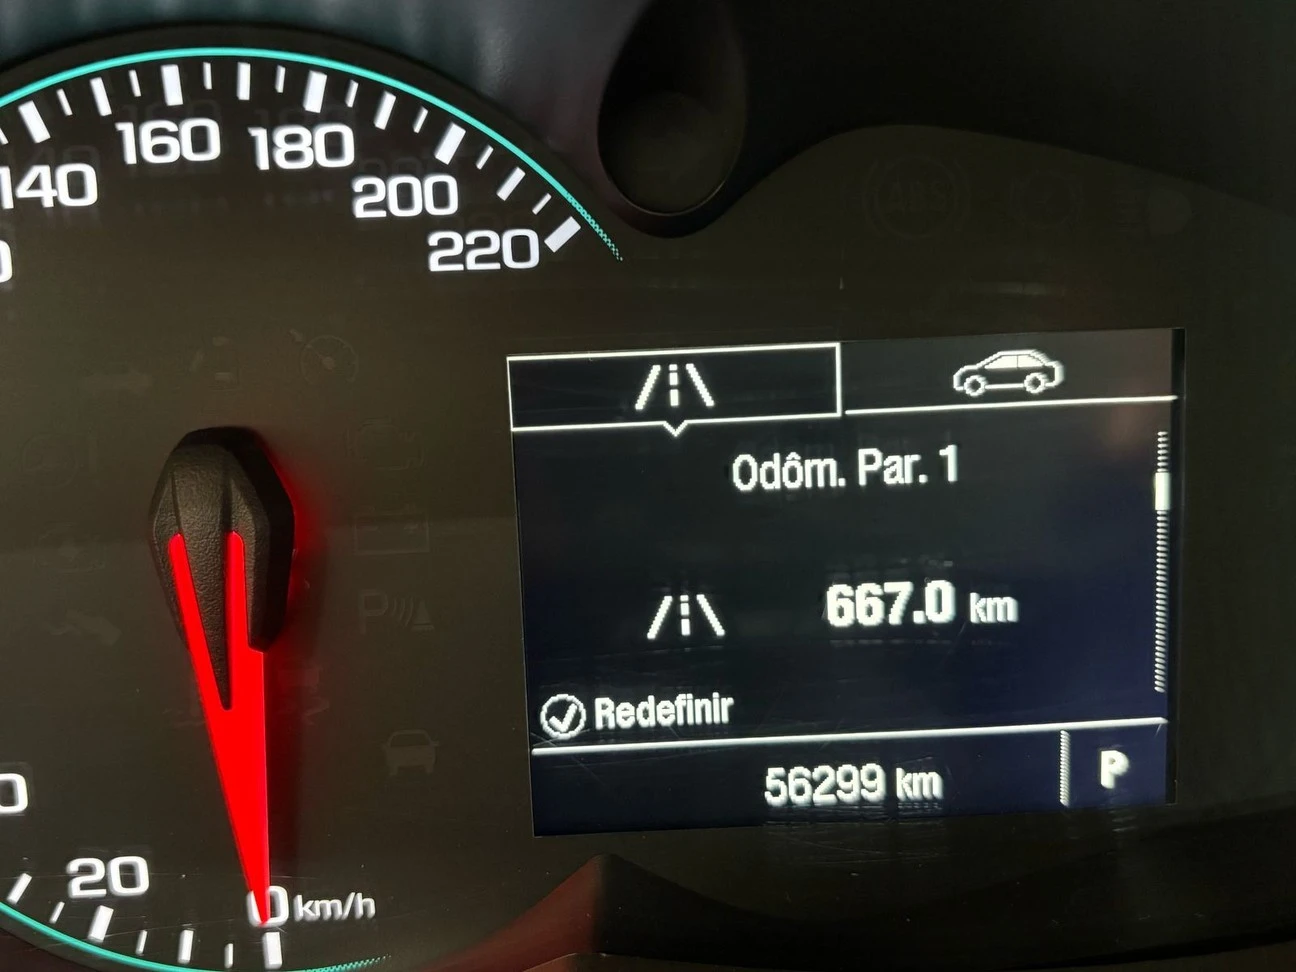 140
160
180
200
220
Odôm. Par. 1
667.0 km
Redefinir
56299 km
P
20
0 km/h